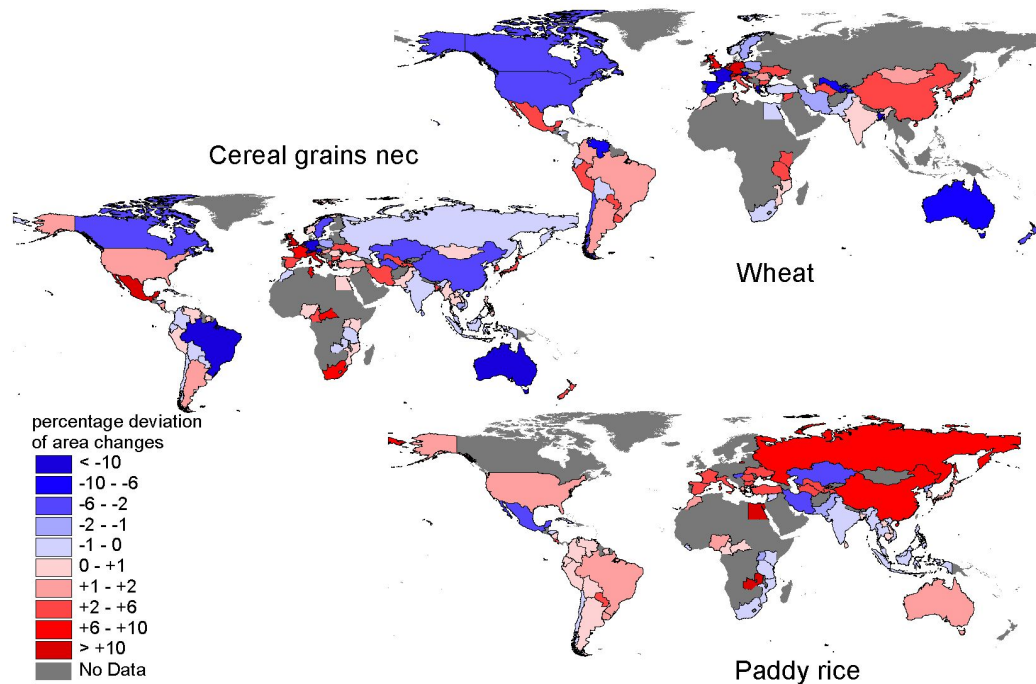 Cereal grains nec
Wheat
percentage deviation
of area changes
< -10
-10 - -6
-6 - -2
-2 - -1
-1 - 0
0 - +1
+1 - +2
+2 - +6
+6 - +10
> +10
No Data
Paddy rice